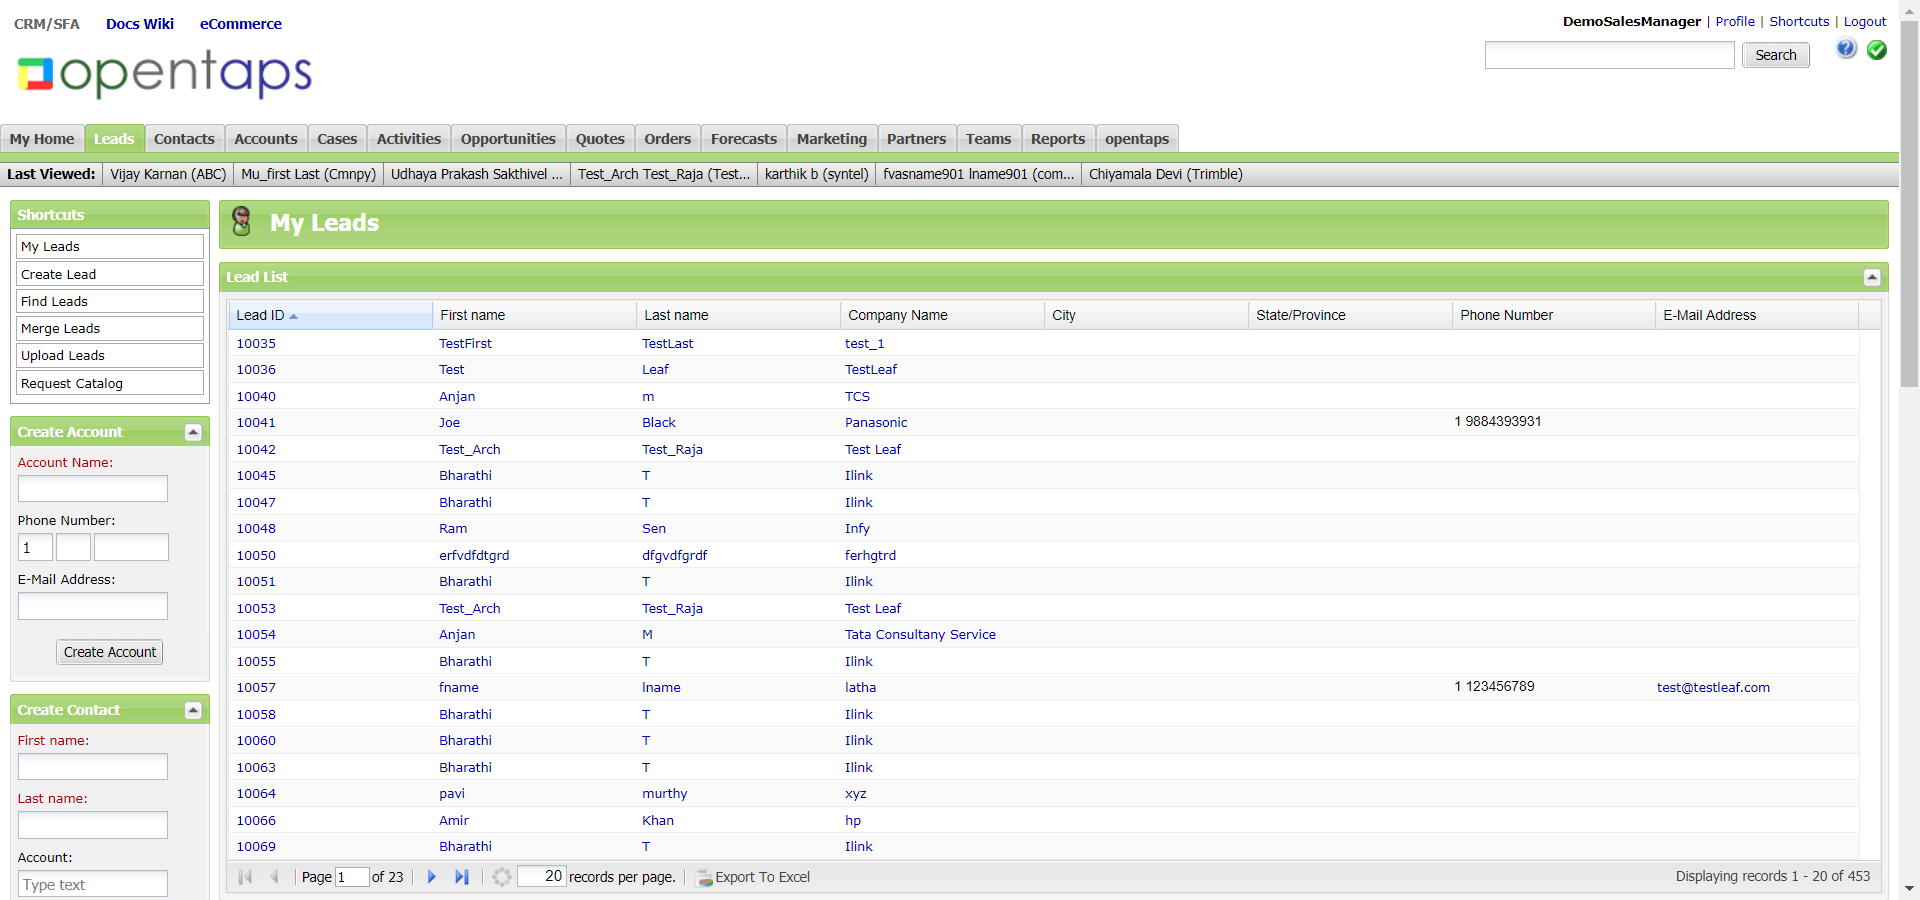 CRM/SFA Docs Wiki eCommerce
DemoSalesManager | Profile | Shortcuts | Logout
Search
opentaps
My Home Leads Contacts Accounts Cases Activities Opportunities Quotes Orders Forecasts Marketing Partners Teams Reports opentaps
Last Viewed: Vijay Karnan (ABC) Mu_first Last (Cmnpy) Udhaya Prakash Sakthivel ... Test_Arch Test_Raja (Test... karthik b (syntel) fvasname901 lname901 (com... Chiyamala Devi (Trimble)
Shortcuts
My Leads
Create Lead
Find Leads
Merge Leads
Upload Leads
Request Catalog
Create Account
Account Name:
Phone Number:
1
E-Mail Address:
Create Account
Create Contact
First name:
Last name:
Account:
Type text
My Leads
Lead List
Lead ID First name Last name Company Name City State/Province Phone Number E-Mail Address
10035 TestFirst TestLast test_1
10036 Test Leaf TestLeaf
10040 Anjan m TCS
10041 Joe Black Panasonic 1 9884393931
10042 Test_Arch Test_Raja Test Leaf
10045 Bharathi T Ilink
10047 Bharathi T Ilink
10048 Ram Sen Infy
10050 erfvdfdtgrd dfgvdfgrdf ferhgtrd
10051 Bharathi T Ilink
10053 Test_Arch Test_Raja Test Leaf
10054 Anjan M Tata Consultany Service
10055 Bharathi T Ilink
10057 fname lname latha 1 123456789 test@testleaf.com
10058 Bharathi T Ilink
10060 Bharathi T Ilink
10063 Bharathi T Ilink
10064 pavi murthy xyz
10066 Amir Khan hp
10069 Bharathi T Ilink
Page 1 of 23 20 records per page. Export To Excel Displaying records 1 - 20 of 453